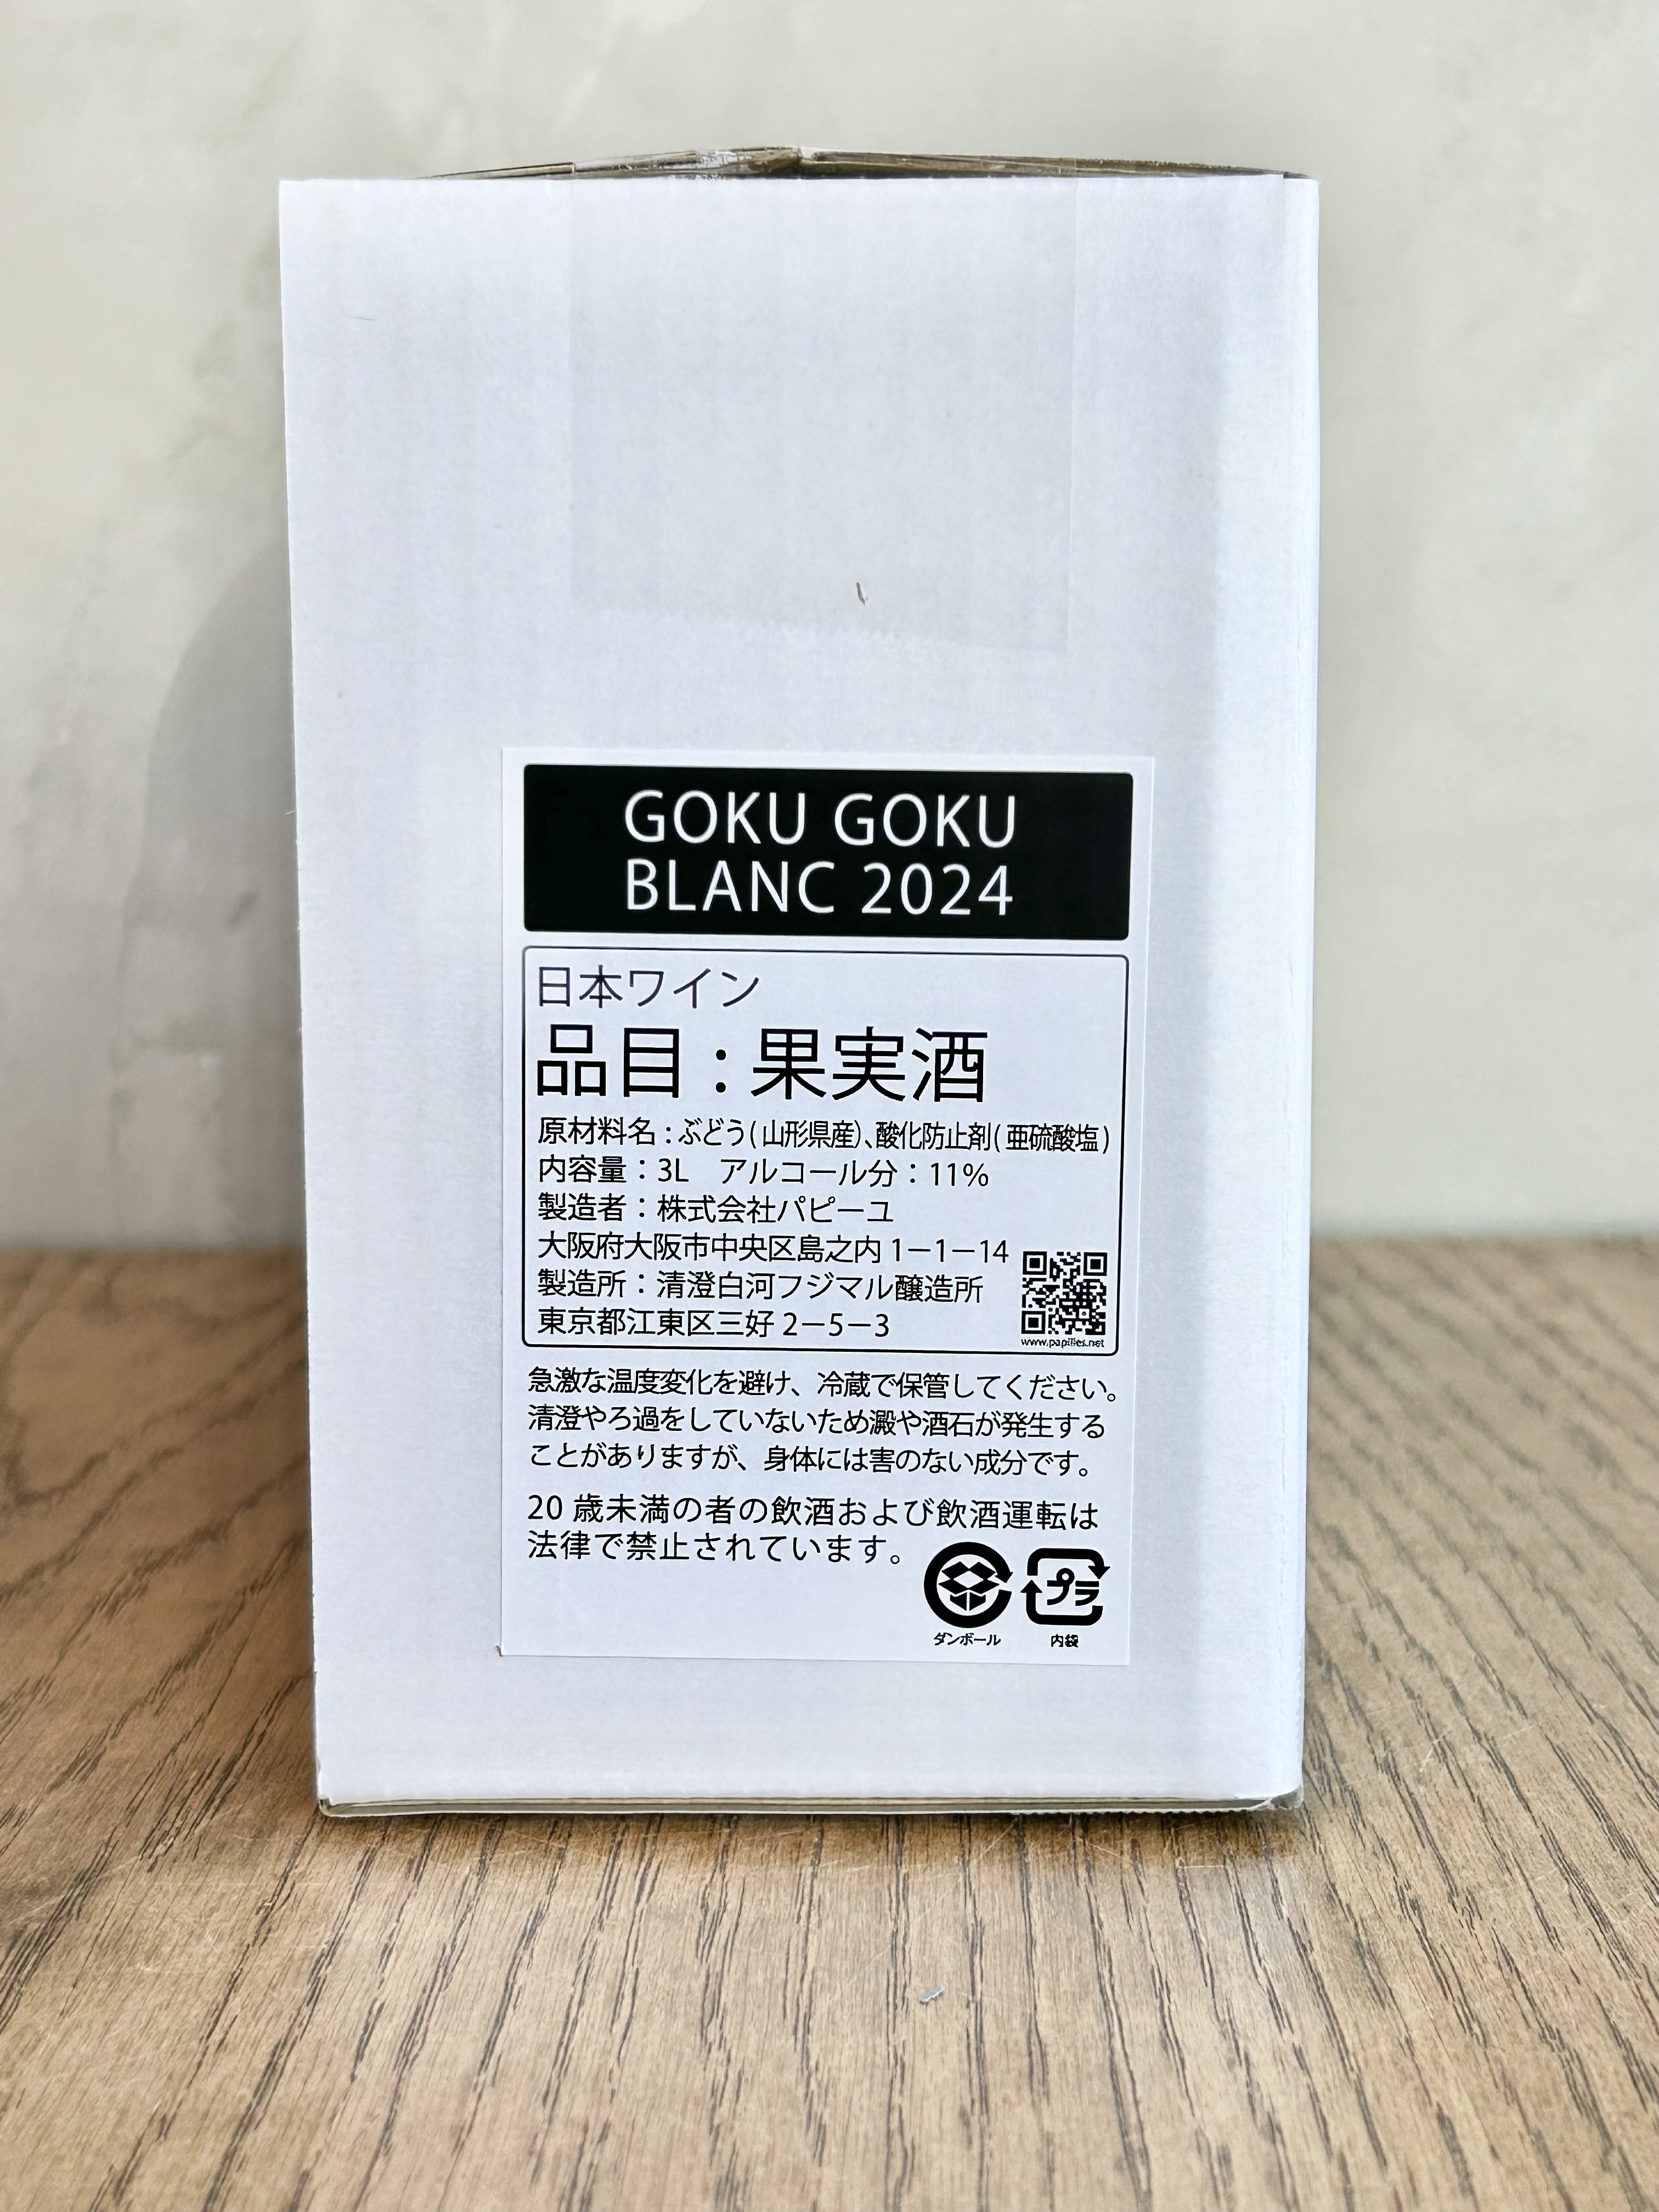 GOKU GOKU
BLANC 2024
日本ワイン
品目：果実酒
原材料名：ぶどう(山形県産)、酸化防止剤(亜硫酸塩)
内容量：3L　アルコール分：11%
製造者：株式会社パピーユ
大阪府大阪市中央区島之内 1－1－14
製造所：清澄白河フジマル醸造所
東京都江東区三好 2－5－3
www.papilles.net
急激な温度変化を避け、冷蔵で保管してください。
清澄やろ過をしていないため澱や酒石が発生する
ことがありますが、身体には害のない成分です。
20 歳未満の者の飲酒および飲酒運転は
法律で禁止されています。
プラ
ダンボール
内袋